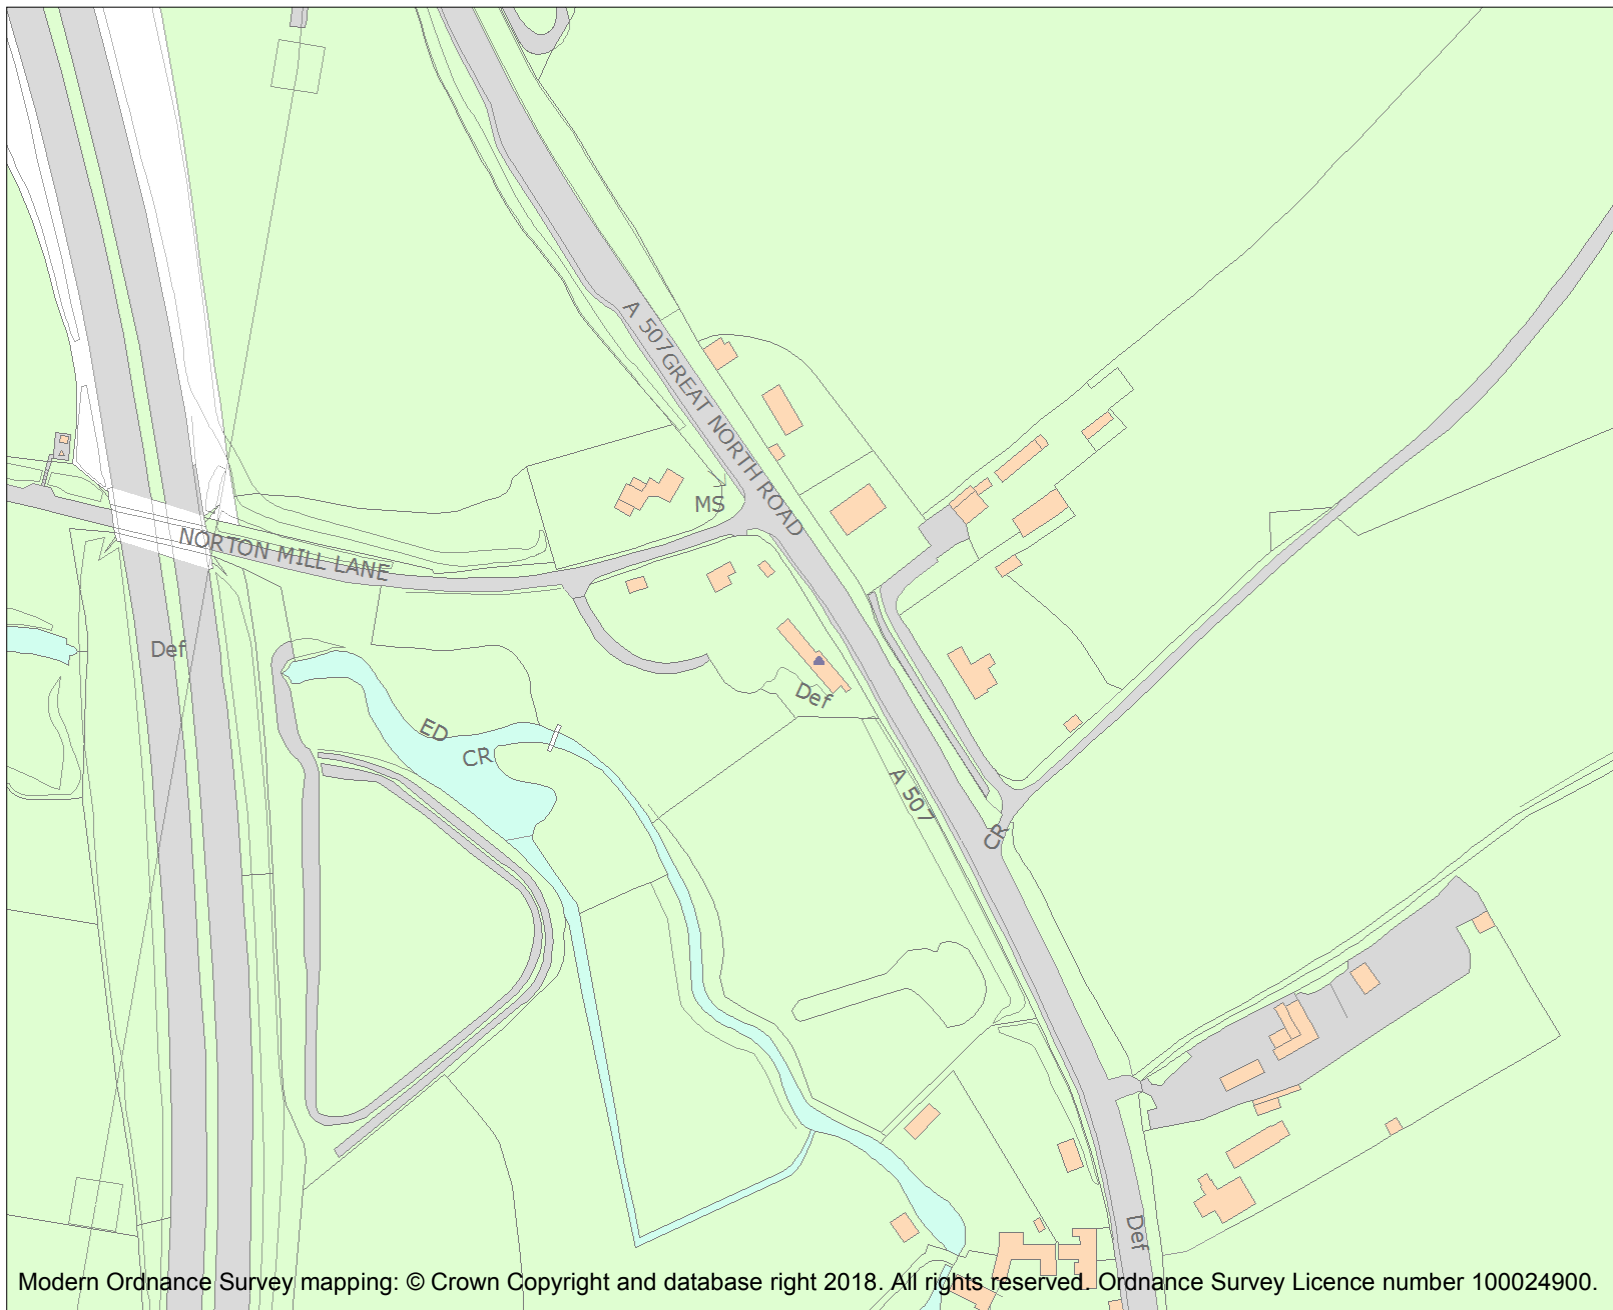 A 507
GREAT NORTH ROAD
MS
NORTON MILL LANE
Def
Def
ED
CR
A 507
CR
Def
Modern Ordnance Survey mapping: © Crown Copyright and database right 2018. All rights reserved. Ordnance Survey Licence number 100024900.